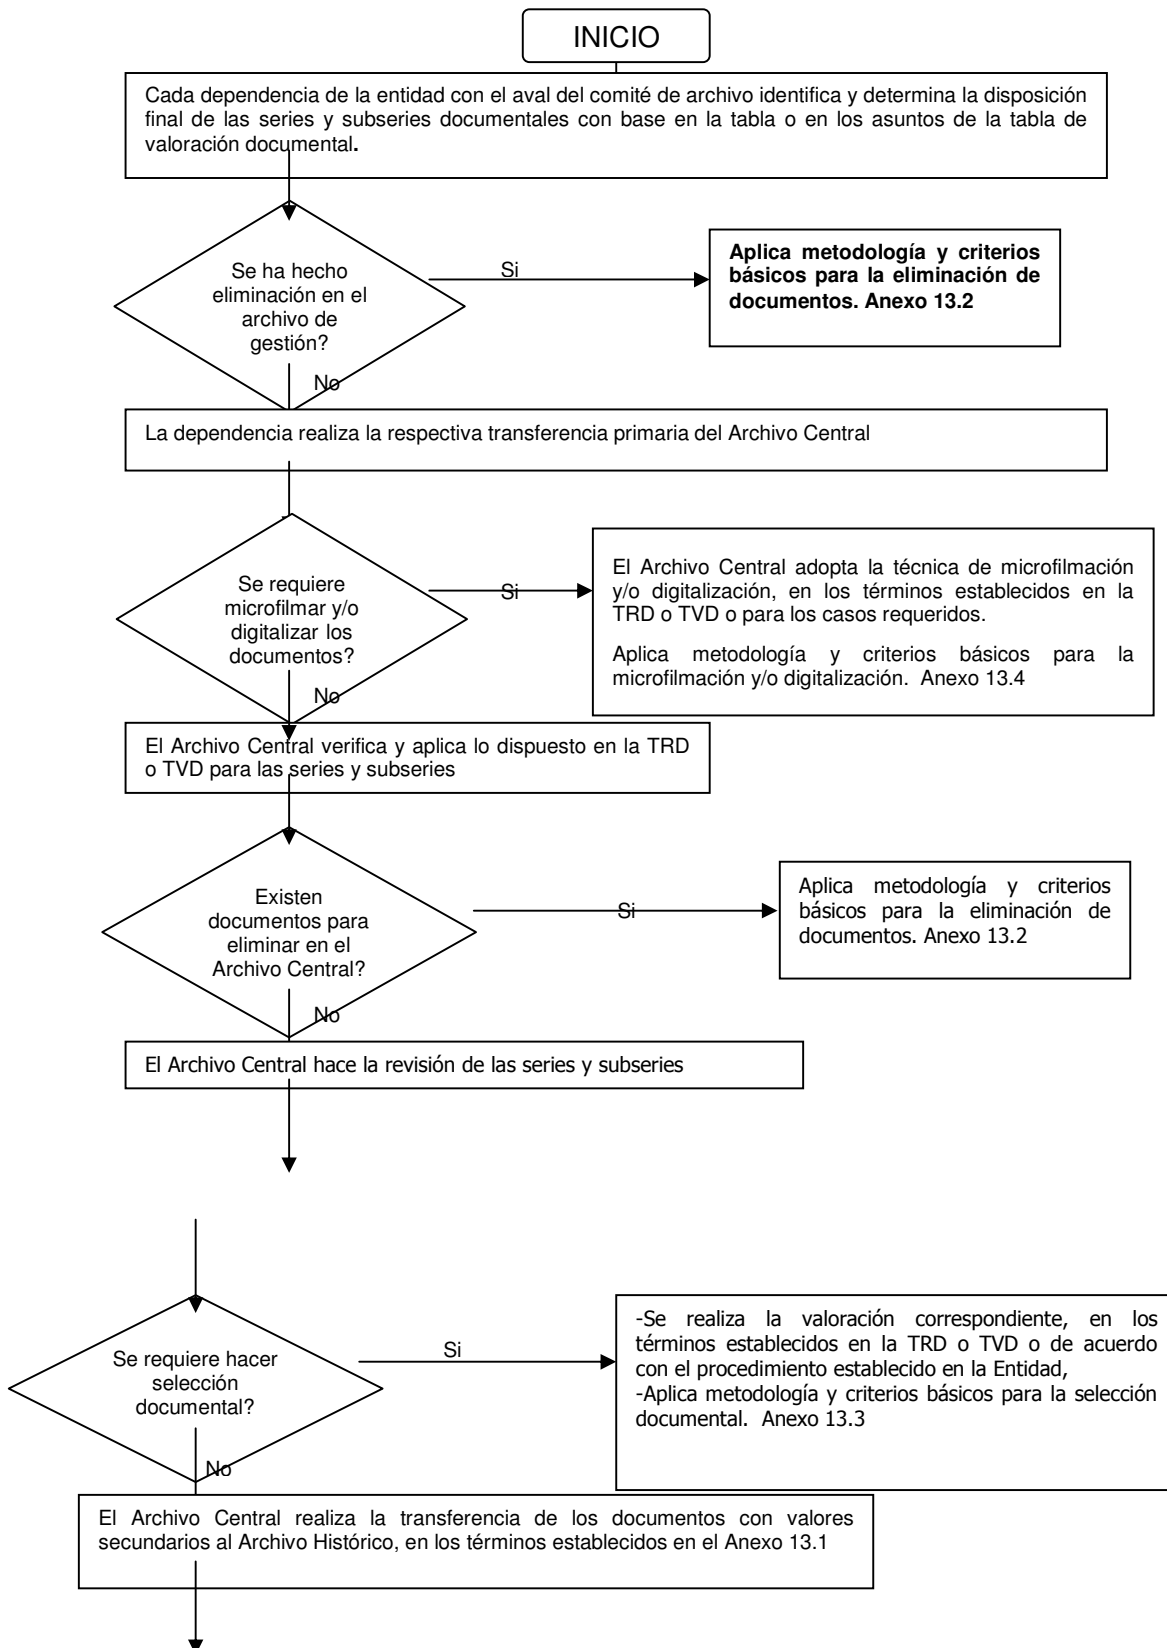 INICIO
Cada dependencia de la entidad con el aval del comité de archivo identifica y determina la disposición
final de las series y subseries documentales con base en la tabla o en los asuntos de la tabla de
valoración documental.
Se ha hecho
eliminación en el
archivo de
gestión?
Si
Aplica metodología y criterios
básicos para la eliminación de
documentos. Anexo 13.2
No
La dependencia realiza la respectiva transferencia primaria del Archivo Central
Se requiere
microfilmar y/o
digitalizar los
documentos?
Si
El Archivo Central adopta la técnica de microfilmación
y/o digitalización, en los términos establecidos en la
TRD o TVD o para los casos requeridos.
Aplica metodología y criterios básicos para la
microfilmación y/o digitalización. Anexo 13.4
No
El Archivo Central verifica y aplica lo dispuesto en la TRD
o TVD para las series y subseries
Existen
documentos para
eliminar en el
Archivo Central?
Si
Aplica metodología y criterios
básicos para la eliminación de
documentos. Anexo 13.2
No
El Archivo Central hace la revisión de las series y subseries
Se requiere hacer
selección
documental?
Si
-Se realiza la valoración correspondiente, en los
términos establecidos en la TRD o TVD o de acuerdo
con el procedimiento establecido en la Entidad,
-Aplica metodología y criterios básicos para la selección
documental. Anexo 13.3
No
El Archivo Central realiza la transferencia de los documentos con valores
secundarios al Archivo Histórico, en los términos establecidos en el Anexo 13.1